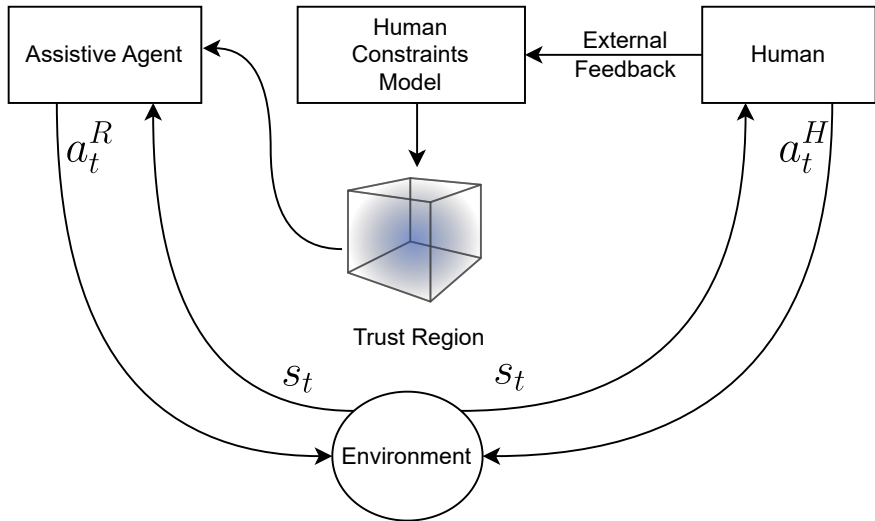 Assistive Agent
Human
Constraints
Model
External
Feedback
Human
$a_t^R$
$a_t^H$
Trust Region
$s_t$
$s_t$
Environment